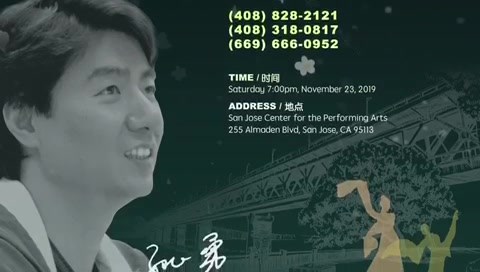 (408) 828-2121
(408) 318-0817
(669) 666-0952
TIME / 时间
Saturday 7:00pm, November 23, 2019
ADDRESS / 地点
San Jose Center for the Performing Arts
255 Almaden Blvd, San Jose, CA 95113